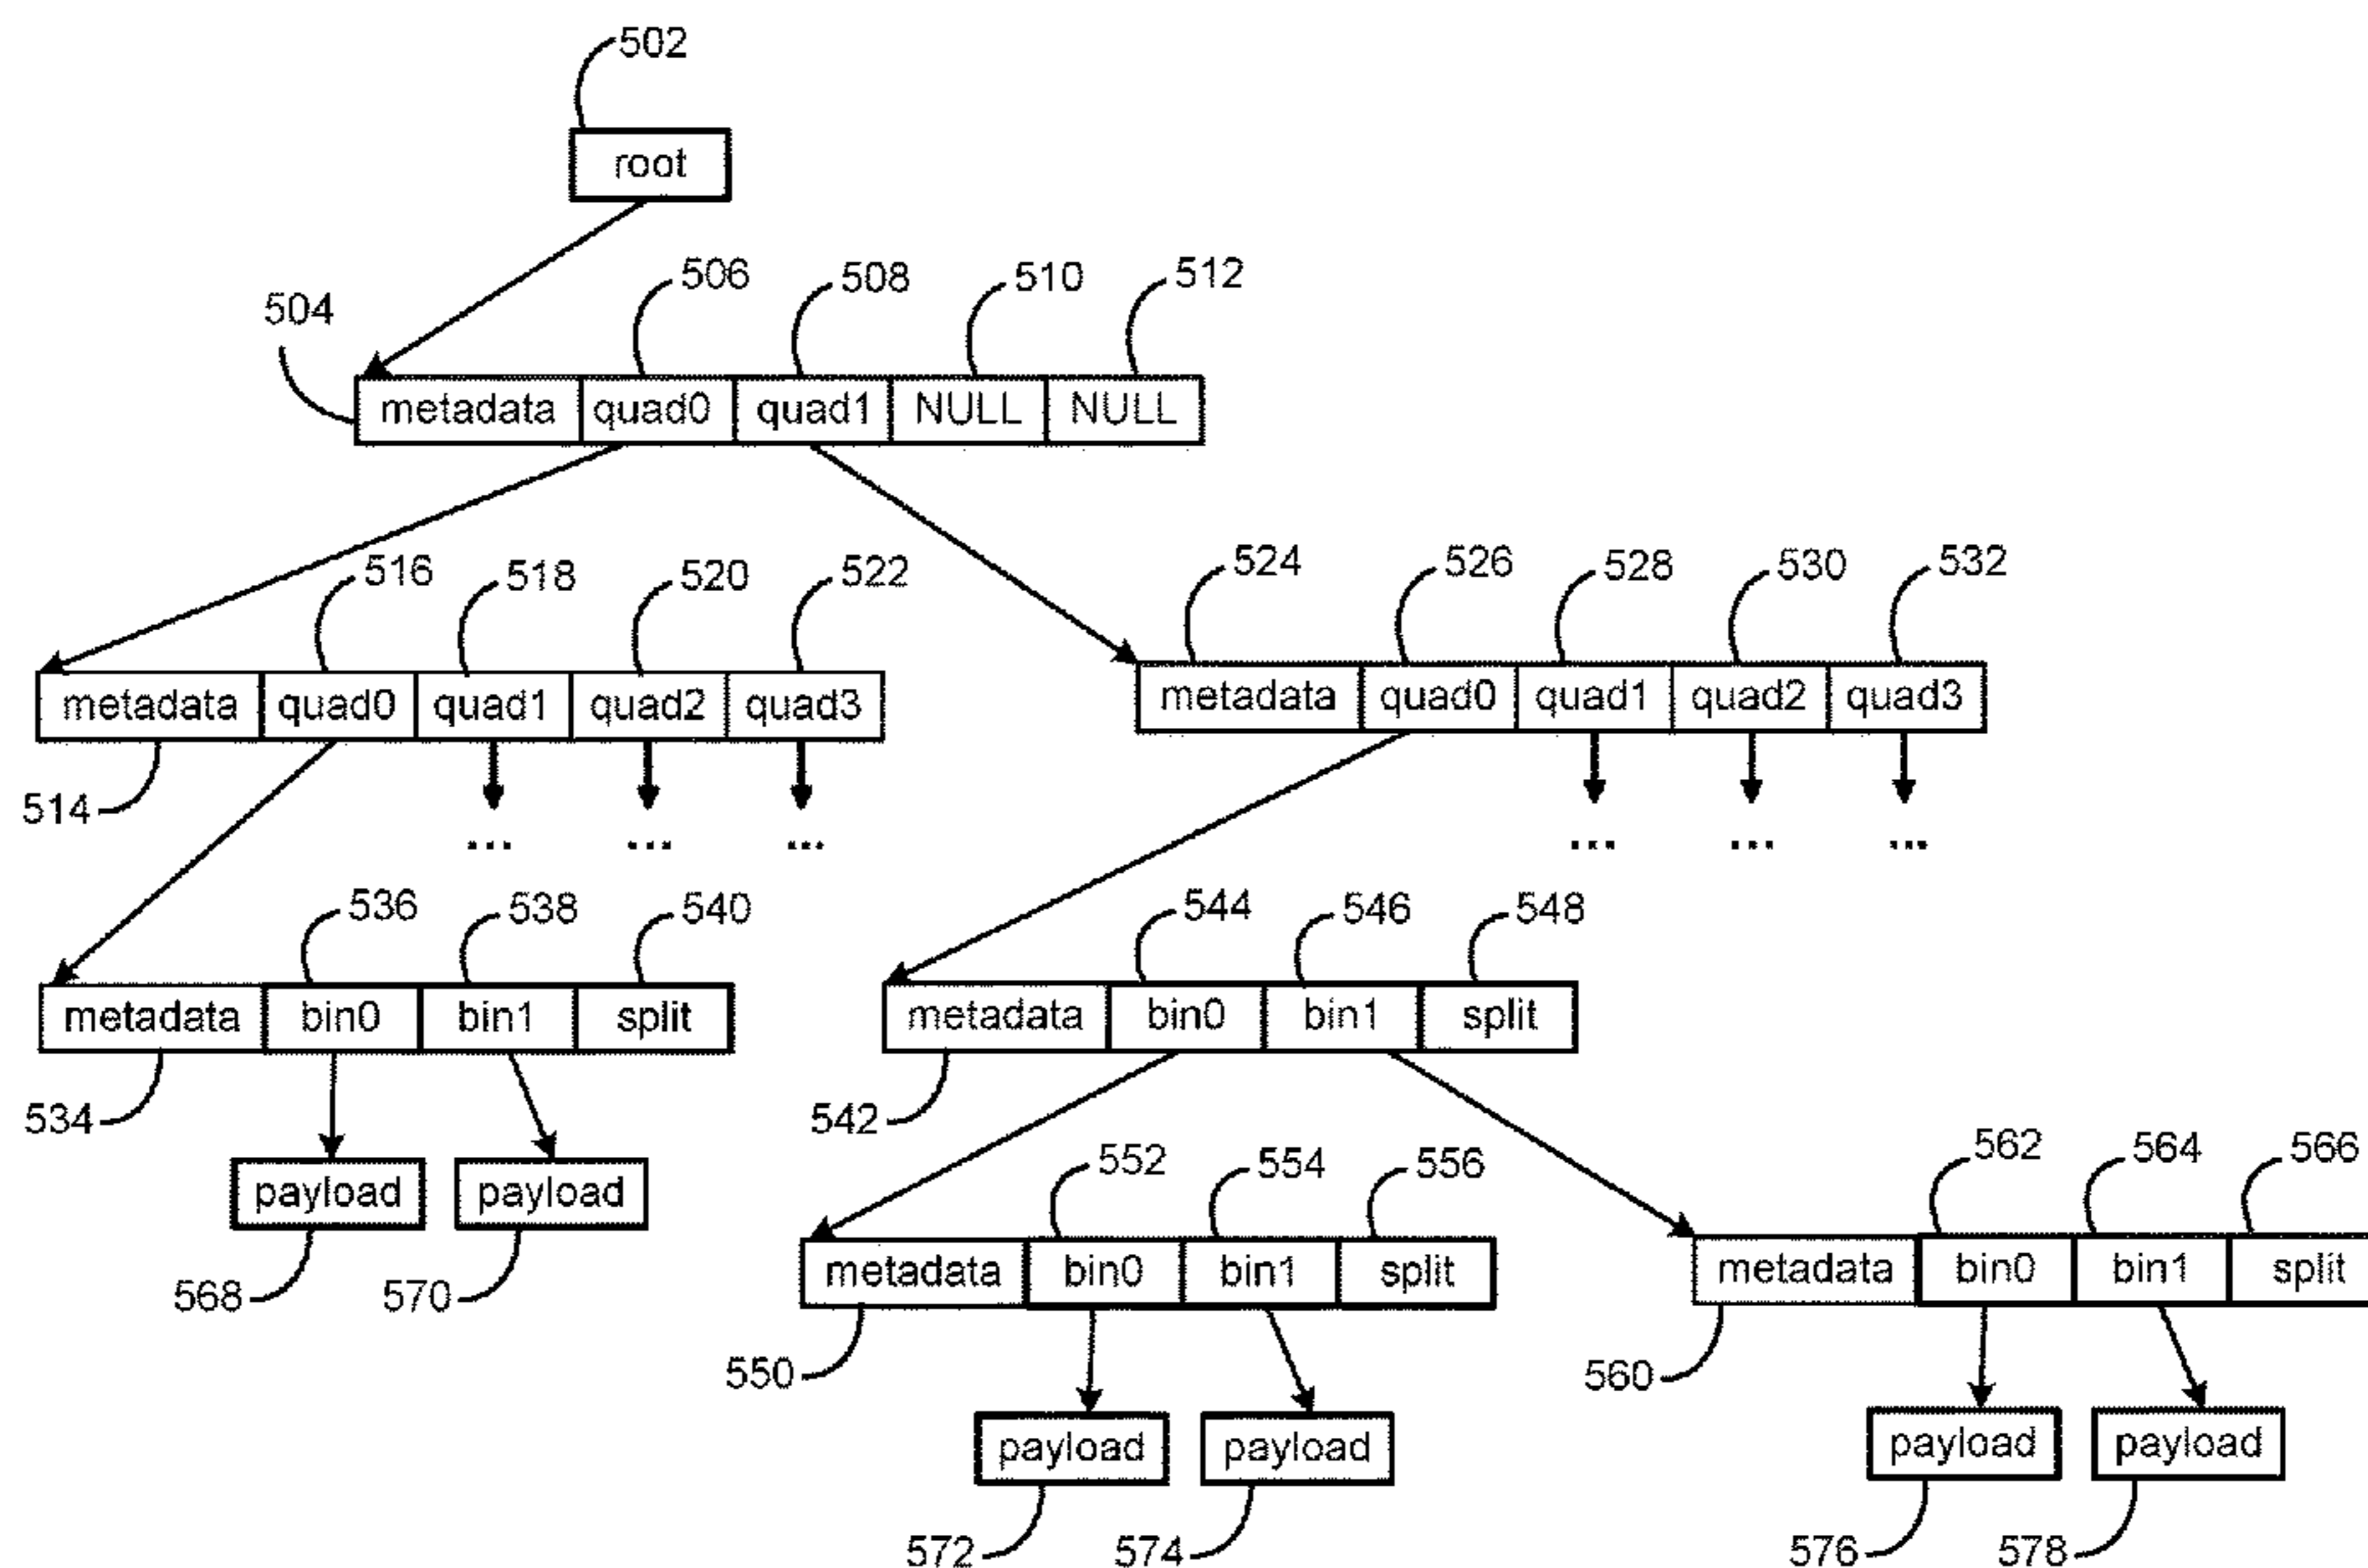 502
root
506 508 510 512
504
metadata quad0 quad1 NULL NULL
516 518 520 522 524 526 528 530 532
metadata quad0 quad1 quad2 quad3 metadata quad0 quad1 quad2 quad3
514
... ... ... ... ... ...
536 538 540 544 546 548
metadata bin0 bin1 split metadata bin0 bin1 split
534 542
552 554 556 562 564 566
payload payload
metadata bin0 bin1 split metadata bin0 bin1 split
568 570
550 560
payload payload payload payload
572 574 576 578